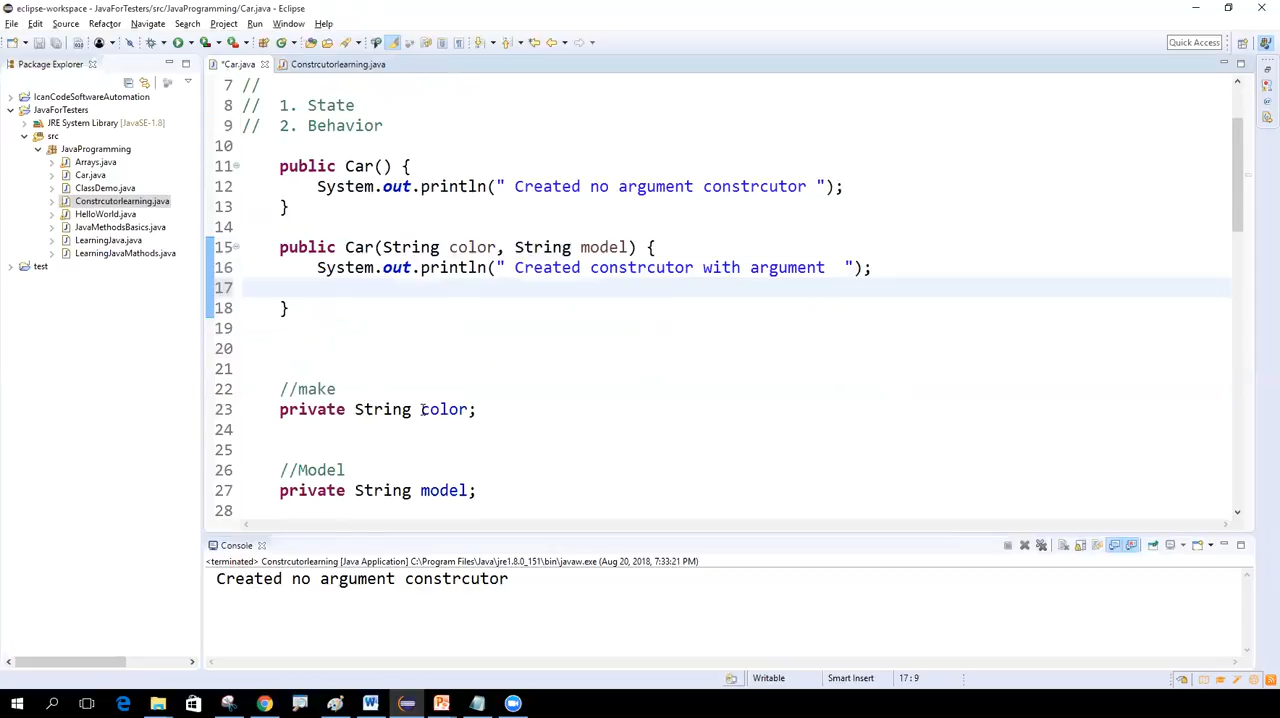 eclipse-workspace - JavaForTesters/src/JavaProgramming/Car.java - Eclipse
File Edit Source Refactor Navigate Search Project Run Window Help
Quick Access
Package Explorer
*Car.java
Constrcutorlearning.java
IcanCodeSoftwareAutomation
JavaForTesters
JRE System Library [JavaSE-1.8]
src
JavaProgramming
Arrays.java
Car.java
ClassDemo.java
Constrcutorlearning.java
HelloWorld.java
JavaMethodsBasics.java
LearningJava.java
LearningJavaMathods.java
test
7 //
8 // 1. State
9 // 2. Behavior
10
11 public Car() {
12 System.out.println(" Created no argument constrcutor ");
13 }
14
15 public Car(String color, String model) {
16 System.out.println(" Created constrcutor with argument  ");
17
18 }
19
20
21
22 //make
23 private String color;
24
25
26 //Model
27 private String model;
28
Console
<terminated> Constrcutorlearning [Java Application] C:\Program Files\Java\jre1.8.0_151\bin\javaw.exe (Aug 20, 2018, 7:33:21 PM)
Created no argument constrcutor
Writable Smart Insert 17 : 9